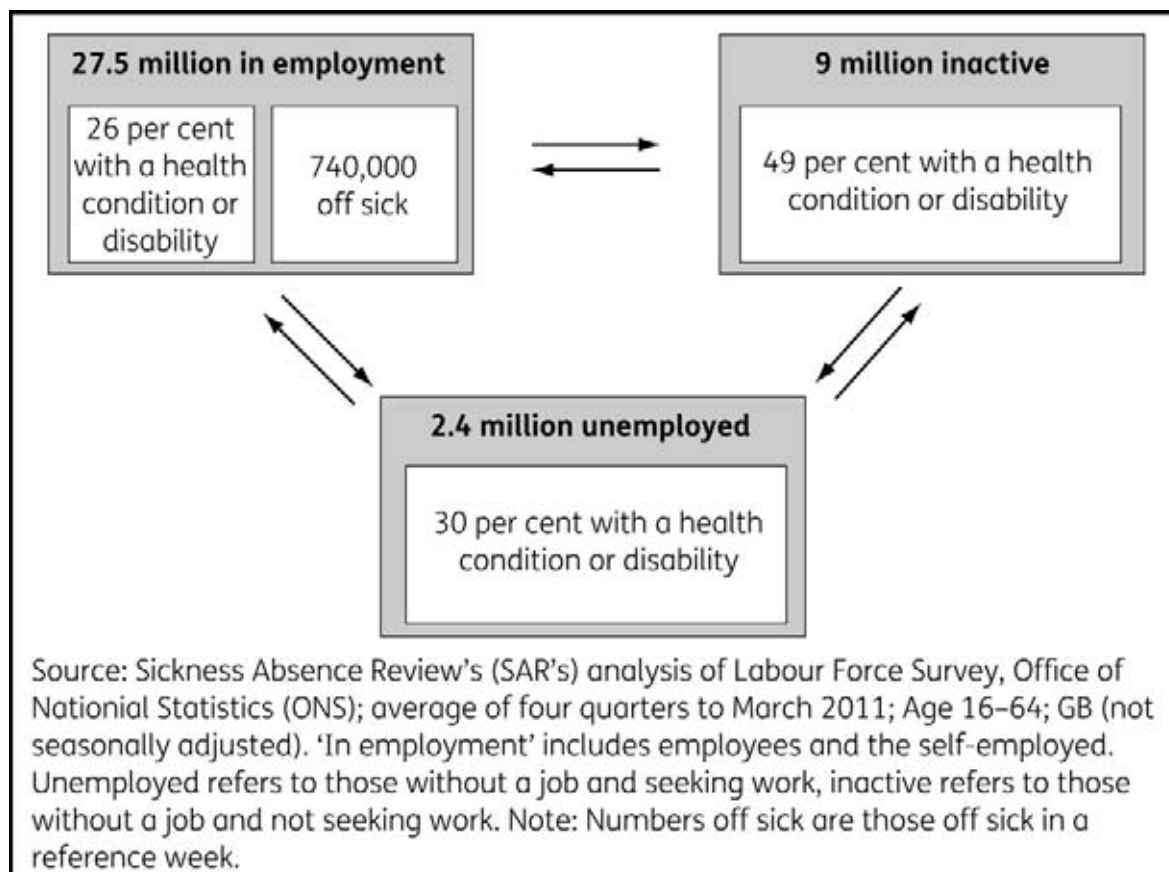 27.5 million in employment
26 per cent
with a health
condition or
disability
740,000
off sick
9 million inactive
49 per cent with a health
condition or disability
2.4 million unemployed
30 per cent with a health
condition or disability
Source: Sickness Absence Review’s (SAR’s) analysis of Labour Force Survey, Office of
Nationial Statistics (ONS); average of four quarters to March 2011; Age 16–64; GB (not
seasonally adjusted). ‘In employment’ includes employees and the self-employed.
Unemployed refers to those without a job and seeking work, inactive refers to those
without a job and not seeking work. Note: Numbers off sick are those off sick in a
reference week.